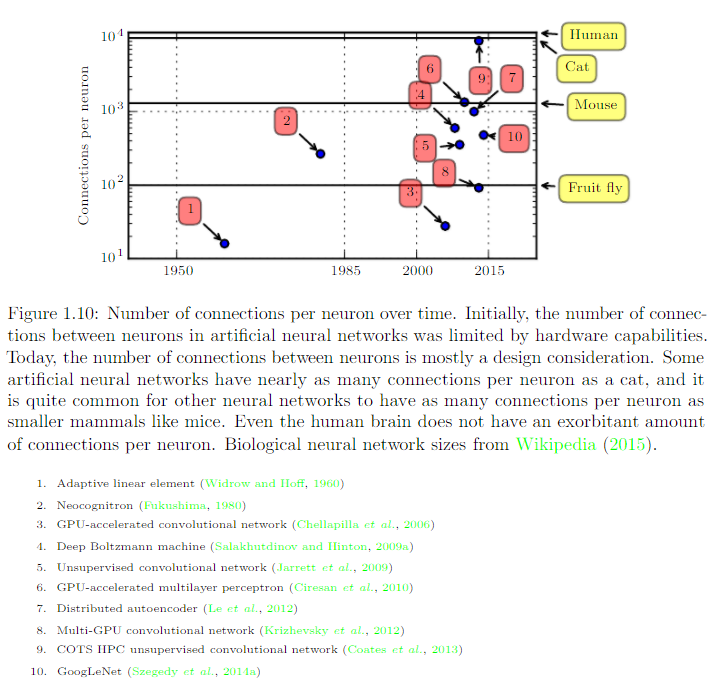 10⁴
Human
6
9
7
Cat
Connections per neuron
4
10³
Mouse
2
10
5
8
10²
3
Fruit fly
1
10¹
1950 1985 2000 2015
Figure 1.10: Number of connections per neuron over time. Initially, the number of connec-
tions between neurons in artificial neural networks was limited by hardware capabilities.
Today, the number of connections between neurons is mostly a design consideration. Some
artificial neural networks have nearly as many connections per neuron as a cat, and it
is quite common for other neural networks to have as many connections per neuron as
smaller mammals like mice. Even the human brain does not have an exorbitant amount
of connections per neuron. Biological neural network sizes from Wikipedia (2015).
1. Adaptive linear element (Widrow and Hoff, 1960)
2. Neocognitron (Fukushima, 1980)
3. GPU-accelerated convolutional network (Chellapilla et al., 2006)
4. Deep Boltzmann machine (Salakhutdinov and Hinton, 2009a)
5. Unsupervised convolutional network (Jarrett et al., 2009)
6. GPU-accelerated multilayer perceptron (Ciresan et al., 2010)
7. Distributed autoencoder (Le et al., 2012)
8. Multi-GPU convolutional network (Krizhevsky et al., 2012)
9. COTS HPC unsupervised convolutional network (Coates et al., 2013)
10. GoogLeNet (Szegedy et al., 2014a)